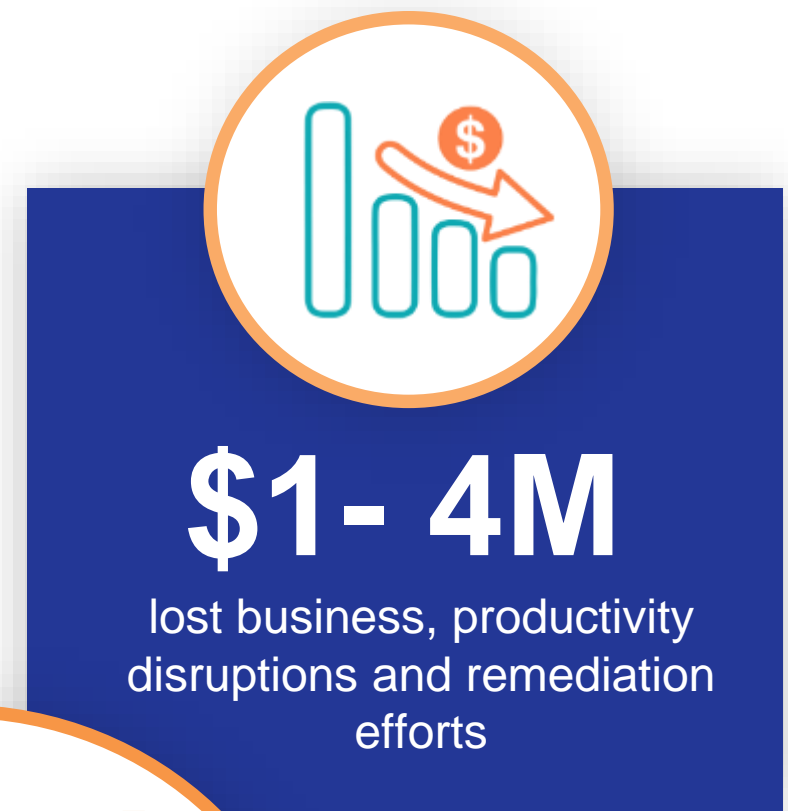 $
$1- 4M
lost business, productivity
disruptions and remediation
efforts